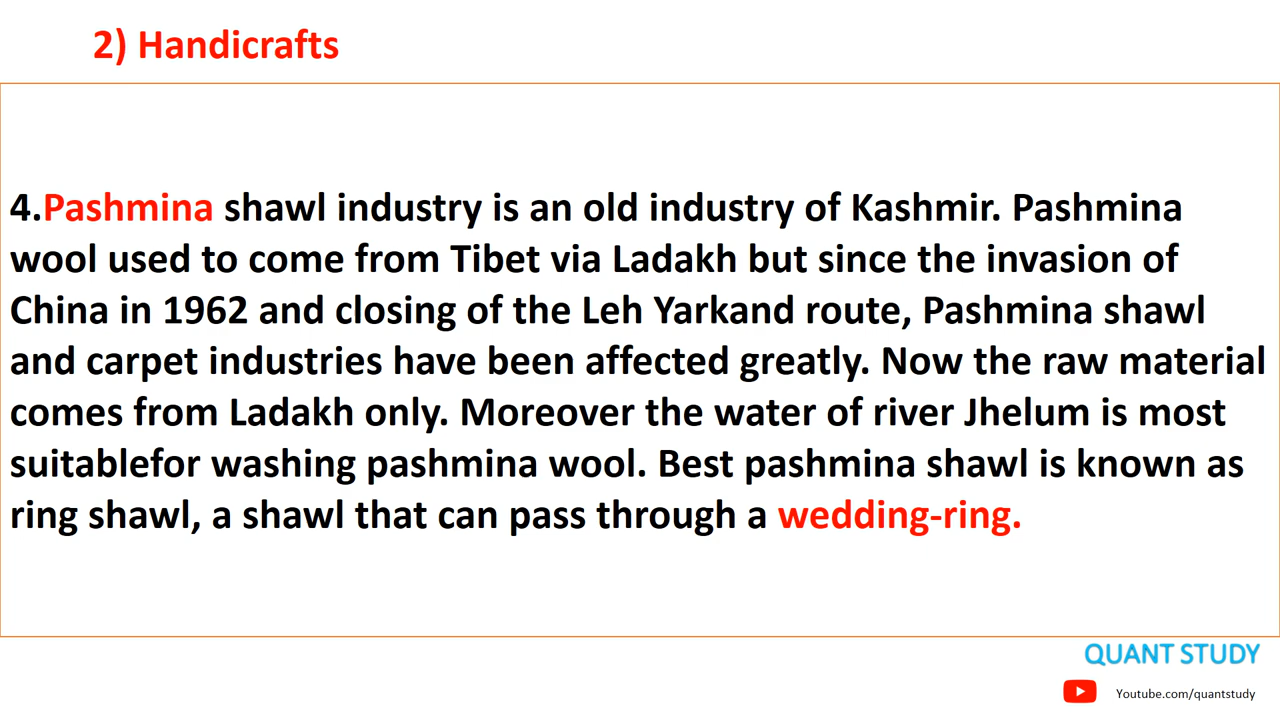 2) Handicrafts
4.Pashmina shawl industry is an old industry of Kashmir. Pashmina
wool used to come from Tibet via Ladakh but since the invasion of
China in 1962 and closing of the Leh Yarkand route, Pashmina shawl
and carpet industries have been affected greatly. Now the raw material
comes from Ladakh only. Moreover the water of river Jhelum is most
suitablefor washing pashmina wool. Best pashmina shawl is known as
ring shawl, a shawl that can pass through a wedding-ring.
QUANT STUDY
Youtube.com/quantstudy